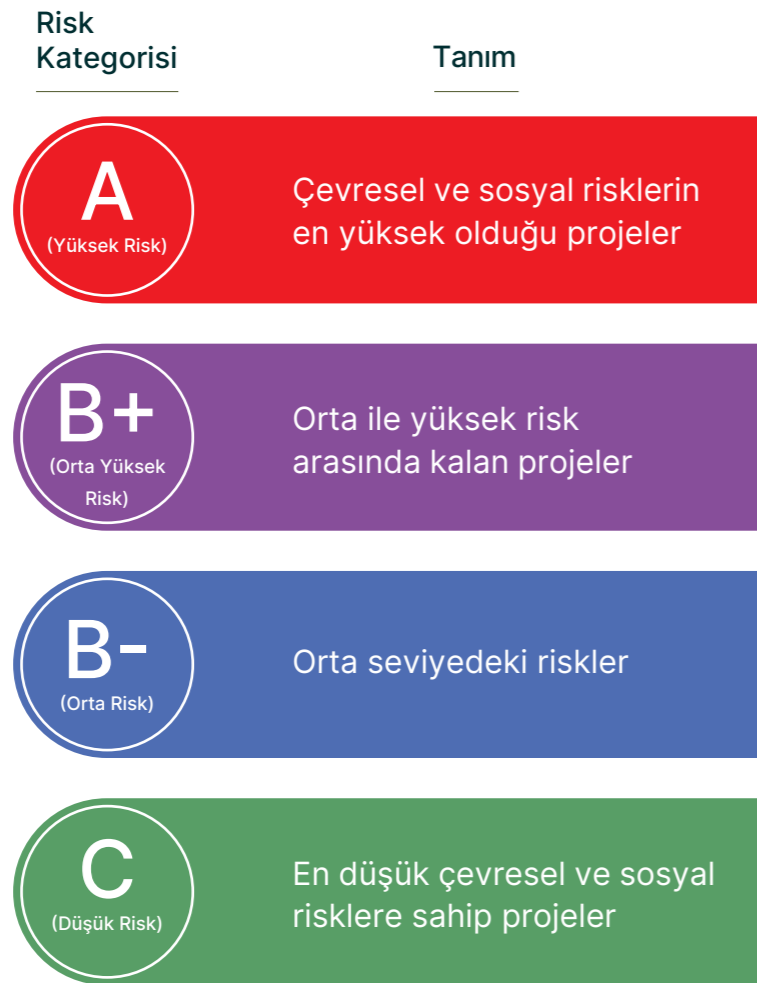 Risk
Kategorisi
Tanım
A
(Yüksek Risk)
Çevresel ve sosyal risklerin
en yüksek olduğu projeler
B+
(Orta Yüksek
Risk)
Orta ile yüksek risk
arasında kalan projeler
B-
(Orta Risk)
Orta seviyedeki riskler
C
(Düşük Risk)
En düşük çevresel ve sosyal
risklere sahip projeler